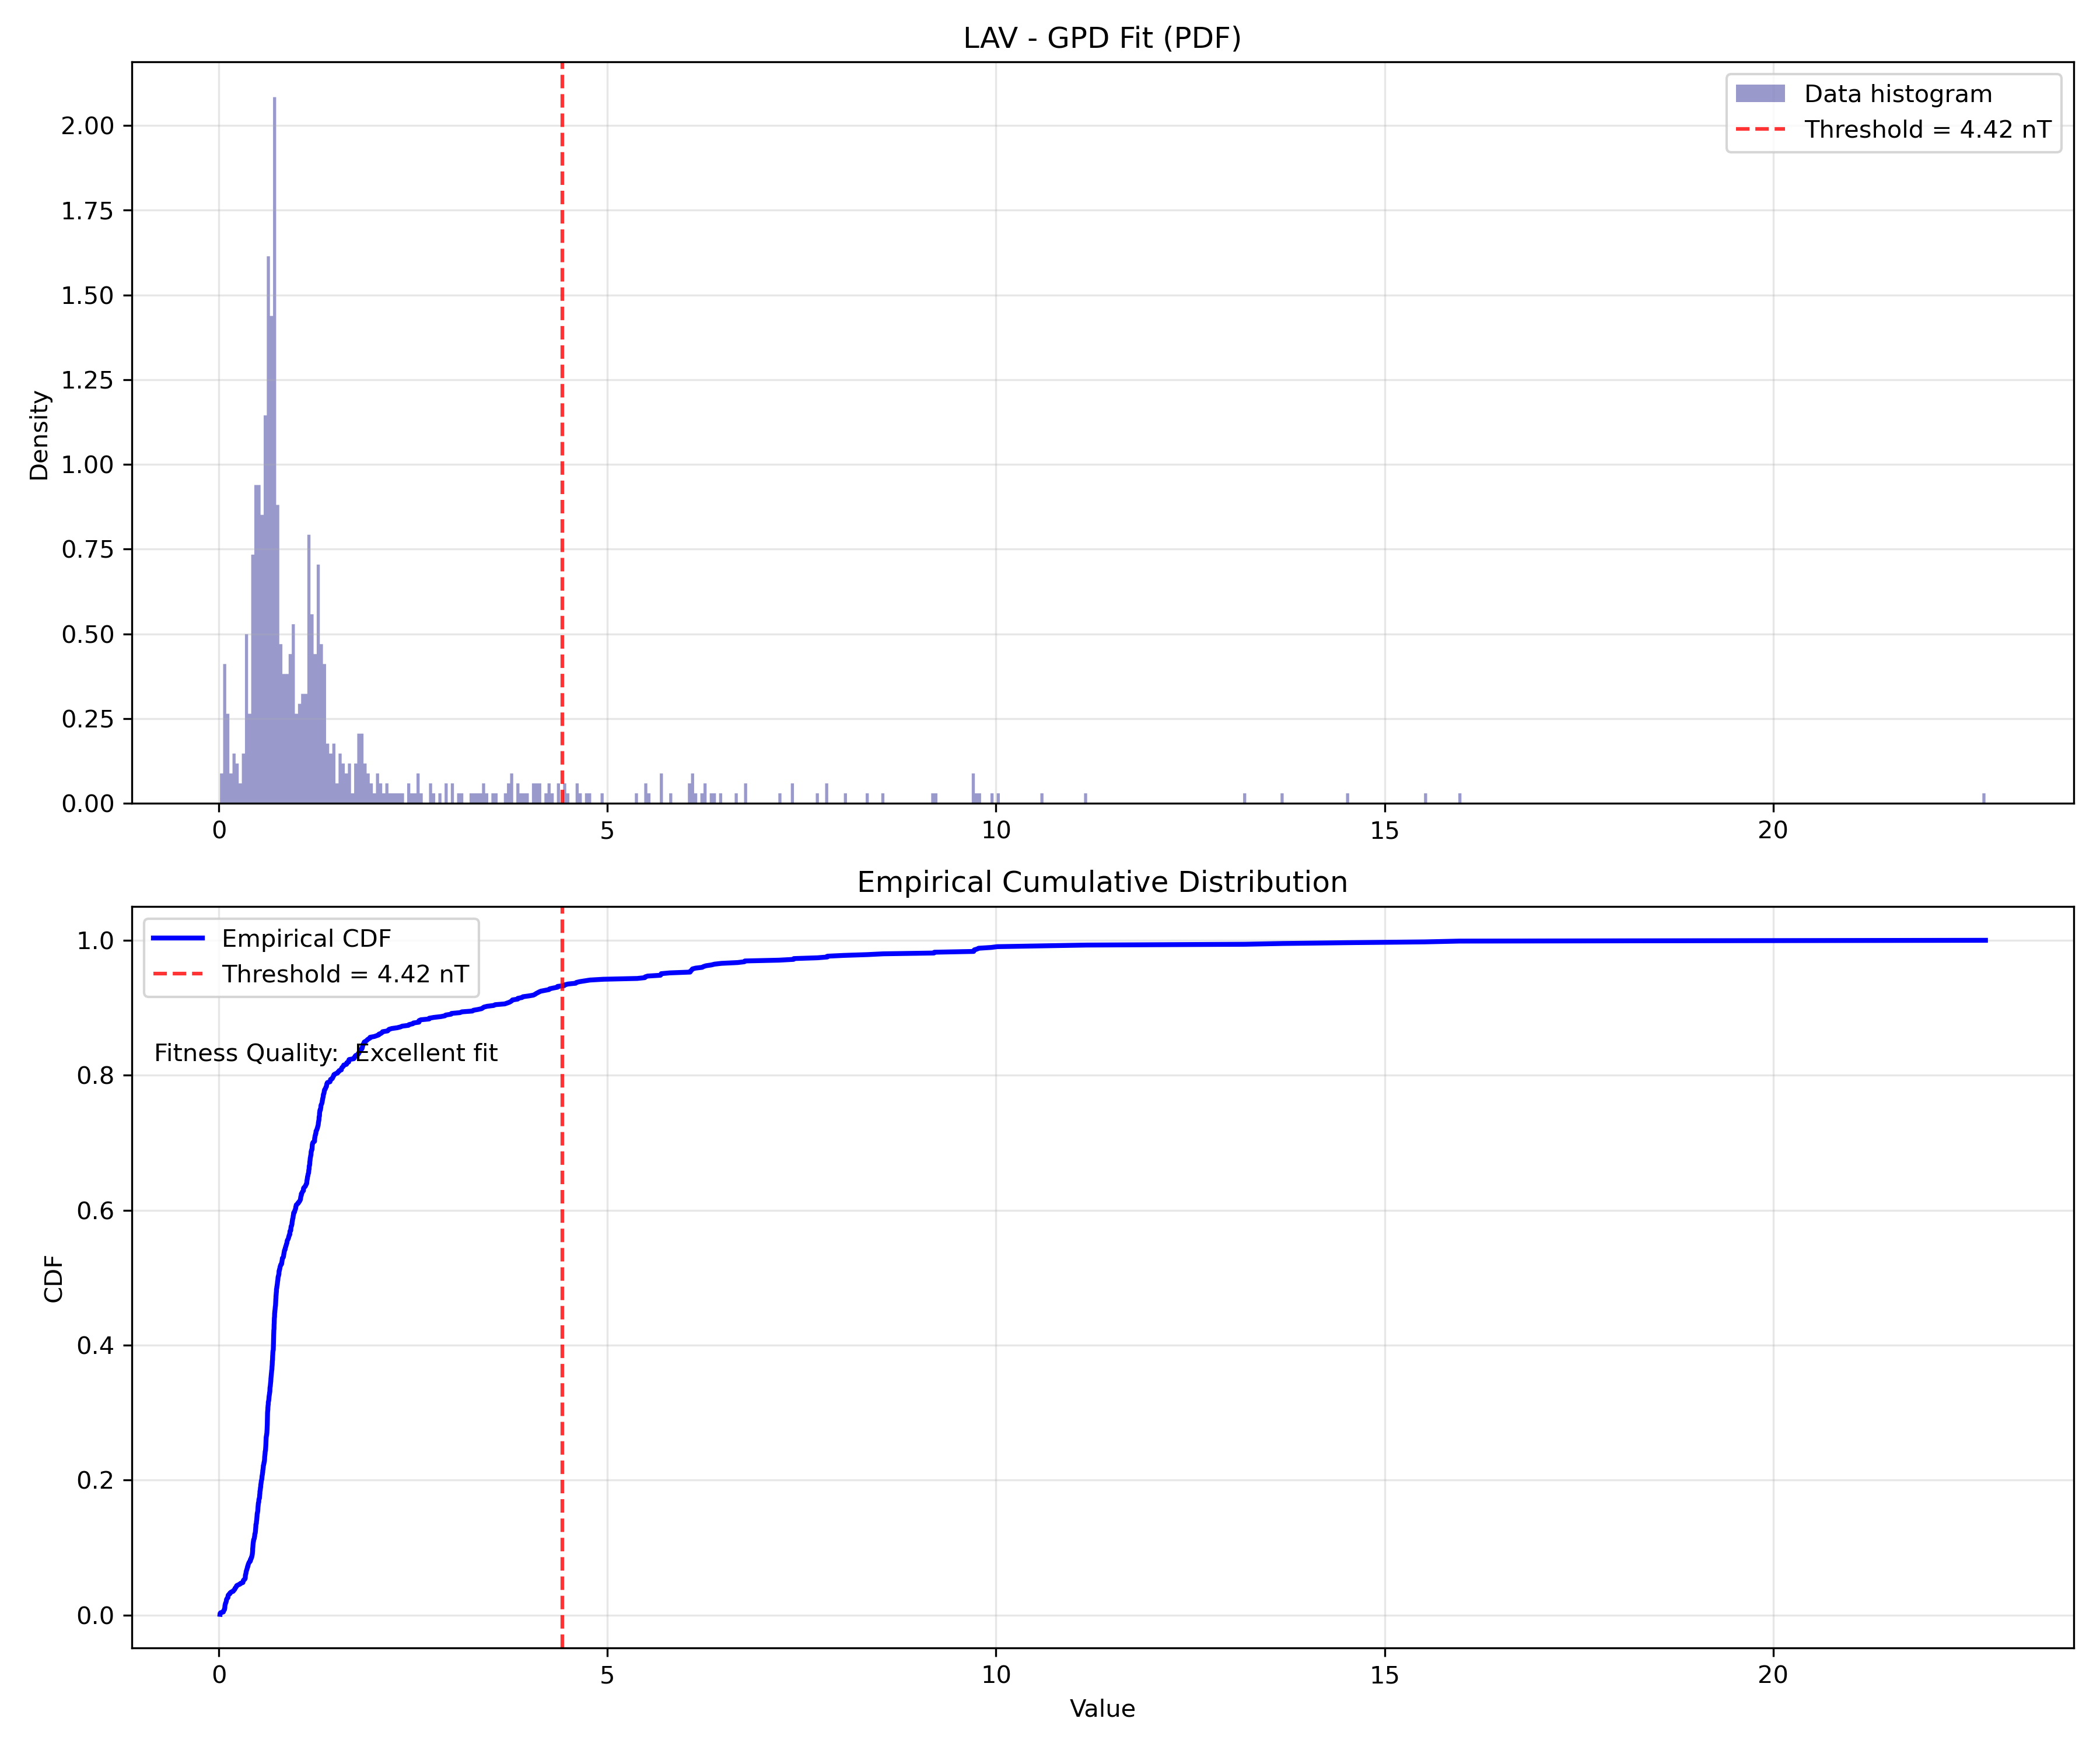 LAV - GPD Fit (PDF)
Density
2.00
1.75
1.50
1.25
1.00
0.75
0.50
0.25
0.00
Data histogram
Threshold = 4.42 nT
0 5 10 15 20
Empirical Cumulative Distribution
CDF
1.0
0.8
0.6
0.4
0.2
0.0
Empirical CDF
Threshold = 4.42 nT
Fitness Quality: Excellent fit
0 5 10 15 20
Value